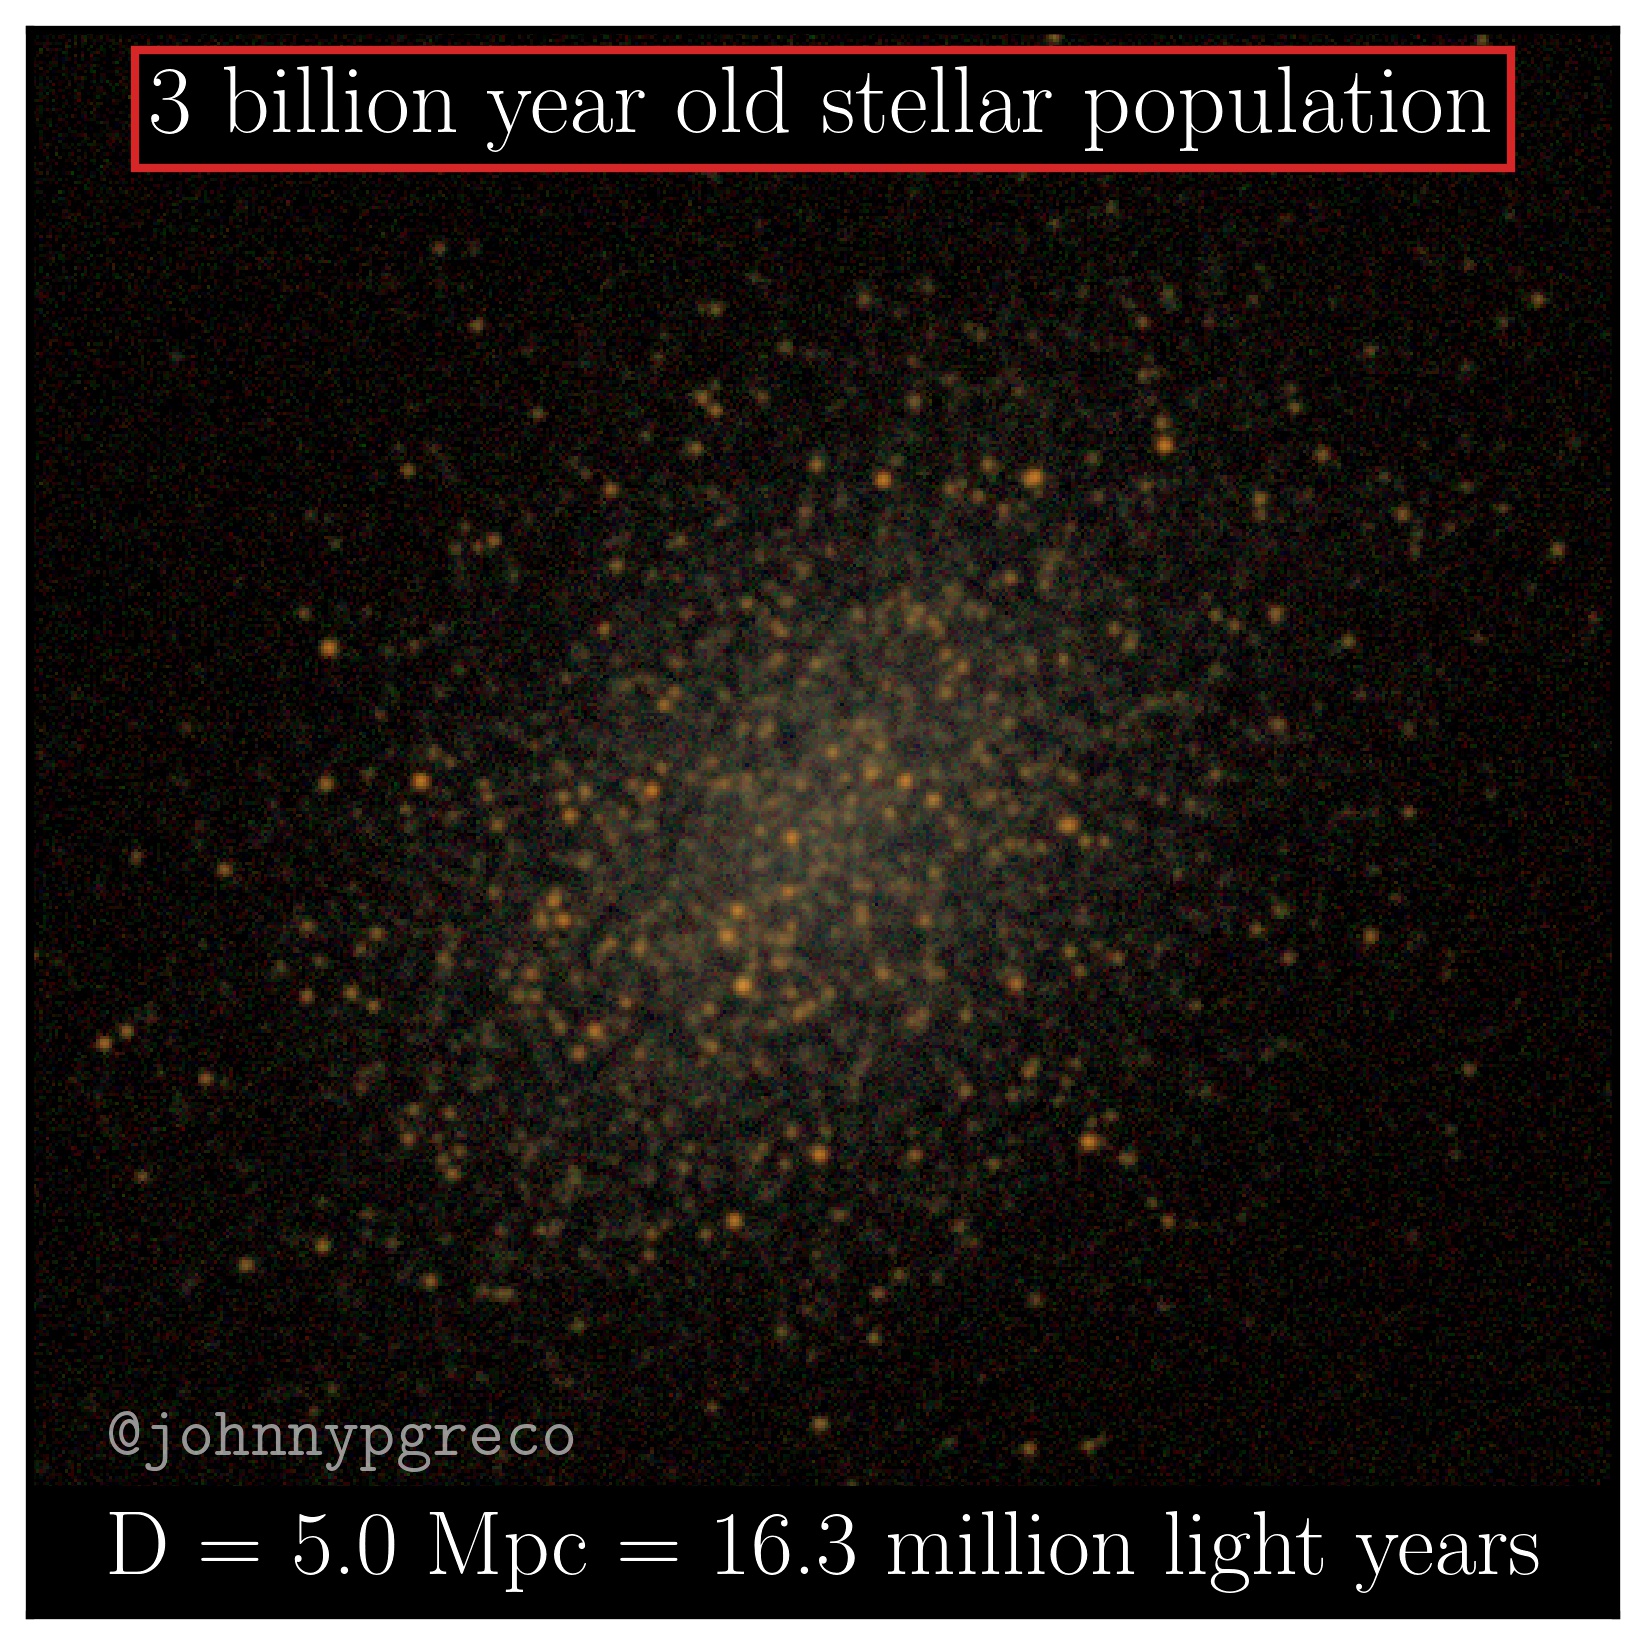 3 billion year old stellar population
@johnnypgreco
D = 5.0 Mpc = 16.3 million light years